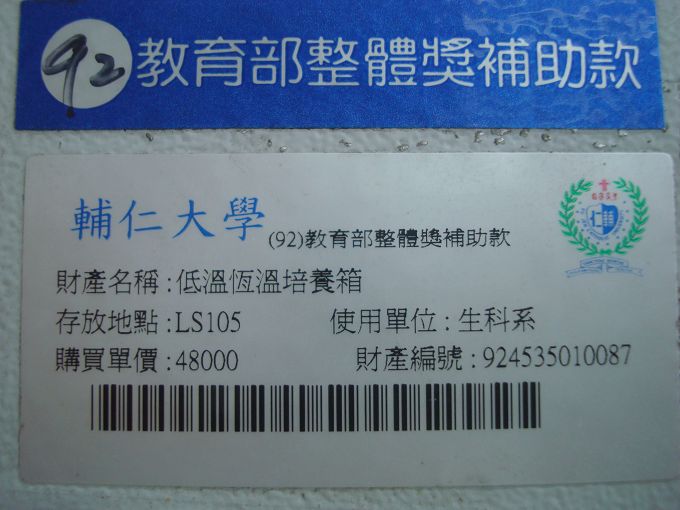 92 教育部整體獎補助款
輔仁大學 (92)教育部整體獎補助款
財產名稱:低溫恆溫培養箱
存放地點:LS105 使用單位:生科系
購買單價:48000 財產編號:924535010087